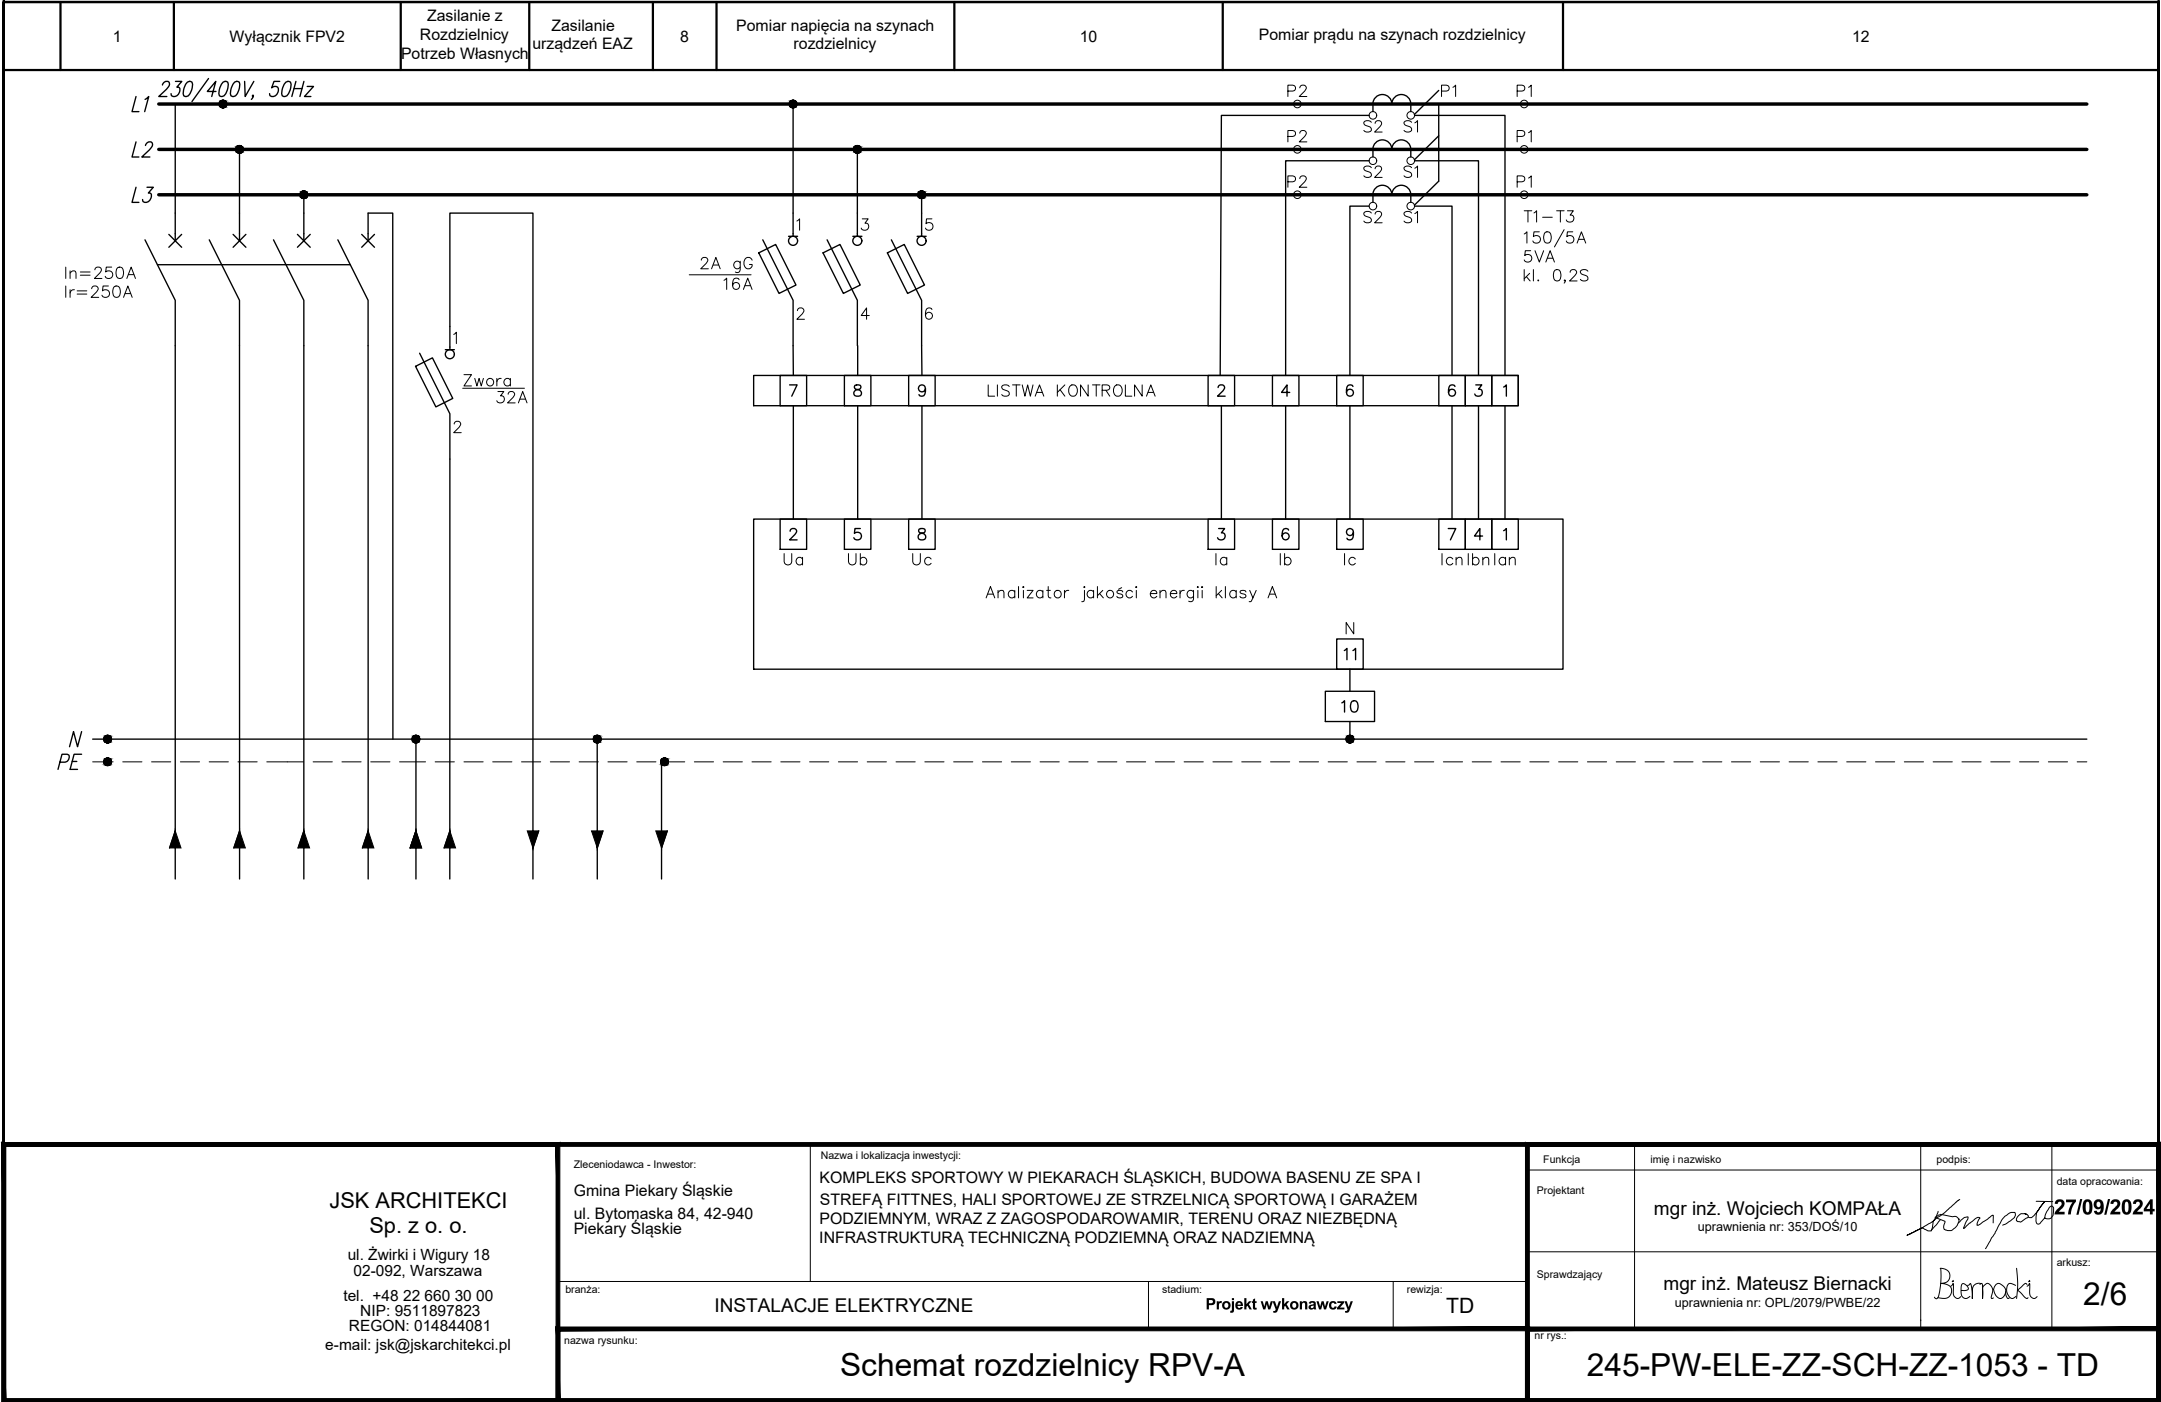 1
Wyłącznik FPV2
Zasilanie z
Rozdzielnicy
Potrzeb Własnych
Zasilanie
urządzeń EAZ
8
Pomiar napięcia na szynach
rozdzielnicy
10
Pomiar prądu na szynach rozdzielnicy
12
230/400V, 50Hz
L1
L2
L3
P2
P1
P1
S2
S1
P2
P1
S2
S1
P2
P1
S2
S1
T1-T3
150/5A
5VA
kl. 0,2S
In=250A
Ir=250A
1
3
5
2A gG
16A
2
4
6
1
Zwora
32A
2
7
8
9
LISTWA KONTROLNA
2
4
6
6
3
1
2
5
8
3
6
9
7
4
1
Ua
Ub
Uc
Ia
Ib
Ic
Icn
Ibn
Ian
Analizator jakości energii klasy A
N
11
10
N
PE
JSK ARCHITEKCI
Sp. z o. o.
ul. Żwirki i Wigury 18
02-092, Warszawa
tel. +48 22 660 30 00
NIP: 9511897823
REGON: 014844081
e-mail: jsk@jskarchitekci.pl
Zleceniodawca - Inwestor:
Gmina Piekary Śląskie
ul. Bytomaska 84, 42-940
Piekary Śląskie
Nazwa i lokalizacja inwestycji:
KOMPLEKS SPORTOWY W PIEKARACH ŚLĄSKICH, BUDOWA BASENU ZE SPA I
STREFĄ FITTNES, HALI SPORTOWEJ ZE STRZELNICĄ SPORTOWĄ I GARAŻEM
PODZIEMNYM, WRAZ Z ZAGOSPODAROWAMIR, TERENU ORAZ NIEZBĘDNĄ
INFRASTRUKTURĄ TECHNICZNĄ PODZIEMNĄ ORAZ NADZIEMNĄ
branża:
INSTALACJE ELEKTRYCZNE
stadium:
Projekt wykonawczy
rewizja:
TD
nazwa rysunku:
Schemat rozdzielnicy RPV-A
Funkcja
imię i nazwisko
podpis:
Projektant
mgr inż. Wojciech KOMPAŁA
uprawnienia nr: 353/DOŚ/10
Kompała
data opracowania:
27/09/2024
Sprawdzający
mgr inż. Mateusz Biernacki
uprawnienia nr: OPL/2079/PWBE/22
Biernacki
arkusz:
2/6
nr rys.:
245-PW-ELE-ZZ-SCH-ZZ-1053 - TD